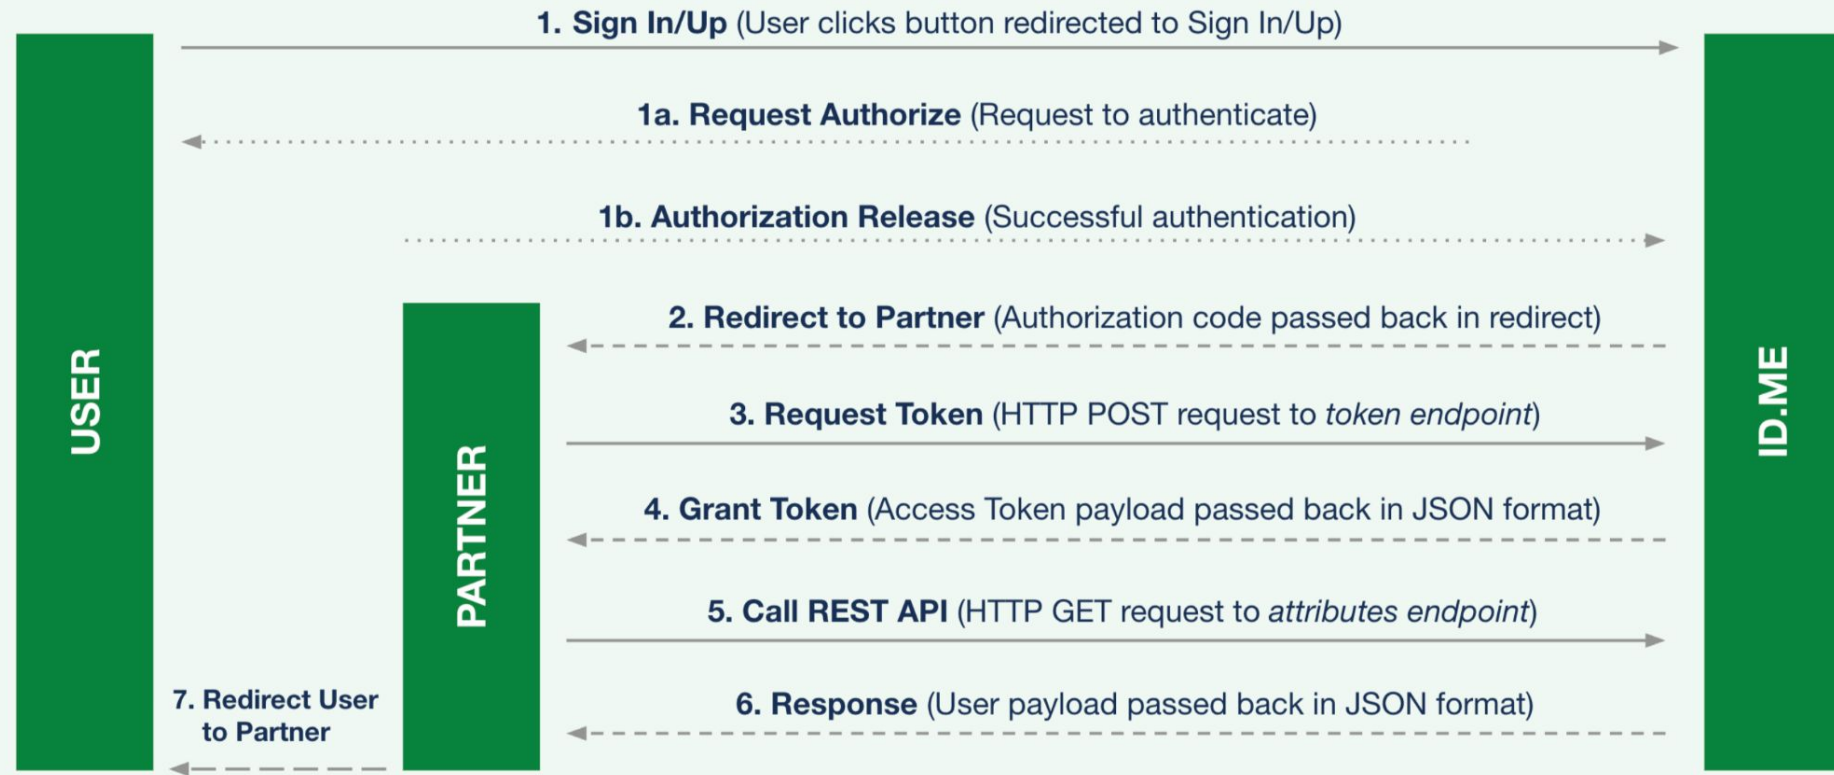 1. Sign In/Up (User clicks button redirected to Sign In/Up)
1a. Request Authorize (Request to authenticate)
1b. Authorization Release (Successful authentication)
2. Redirect to Partner (Authorization code passed back in redirect)
3. Request Token (HTTP POST request to token endpoint)
4. Grant Token (Access Token payload passed back in JSON format)
5. Call REST API (HTTP GET request to attributes endpoint)
6. Response (User payload passed back in JSON format)
7. Redirect User
to Partner
USER
PARTNER
ID.ME